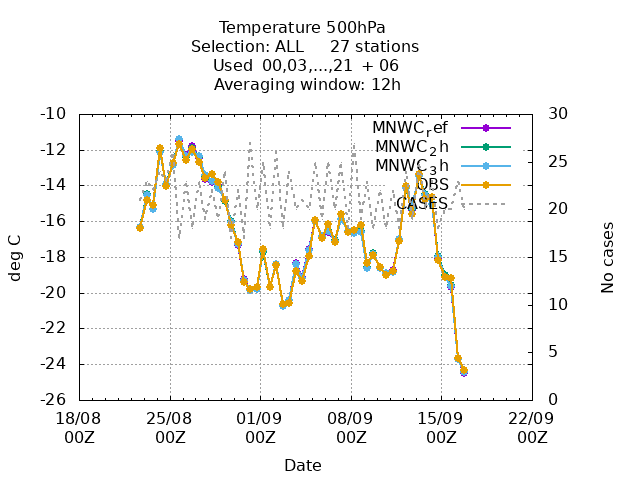 Temperature 500hPa
Selection: ALL     27 stations
Used  00,03,...,21  + 06
Averaging window: 12h
MNWC_ref
MNWC_2h
MNWC_3h
OBS
CASES
-10
-12
-14
-16
-18
-20
-22
-24
-26
deg C
30
25
20
15
10
5
0
No cases
18/08 25/08 01/09 08/09 15/09 22/09
00Z 00Z 00Z 00Z 00Z 00Z
Date